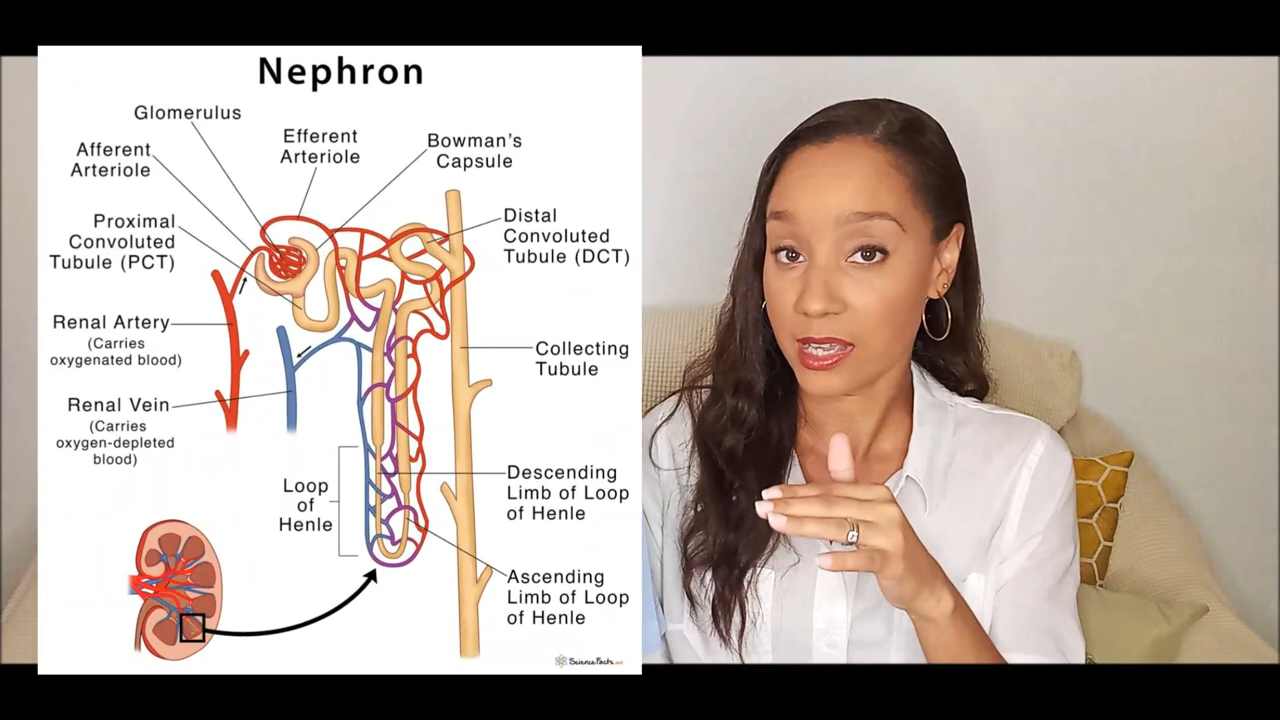 Nephron
Glomerulus
Afferent
Arteriole
Efferent
Arteriole
Bowman's
Capsule
Proximal
Convoluted
Tubule (PCT)
Distal
Convoluted
Tubule (DCT)
Renal Artery
(Carries
oxygenated blood)
Collecting
Tubule
Renal Vein
(Carries
oxygen-depleted
blood)
Loop
of
Henle
Descending
Limb of Loop
of Henle
Ascending
Limb of Loop
of Henle
ScienceFacts.net